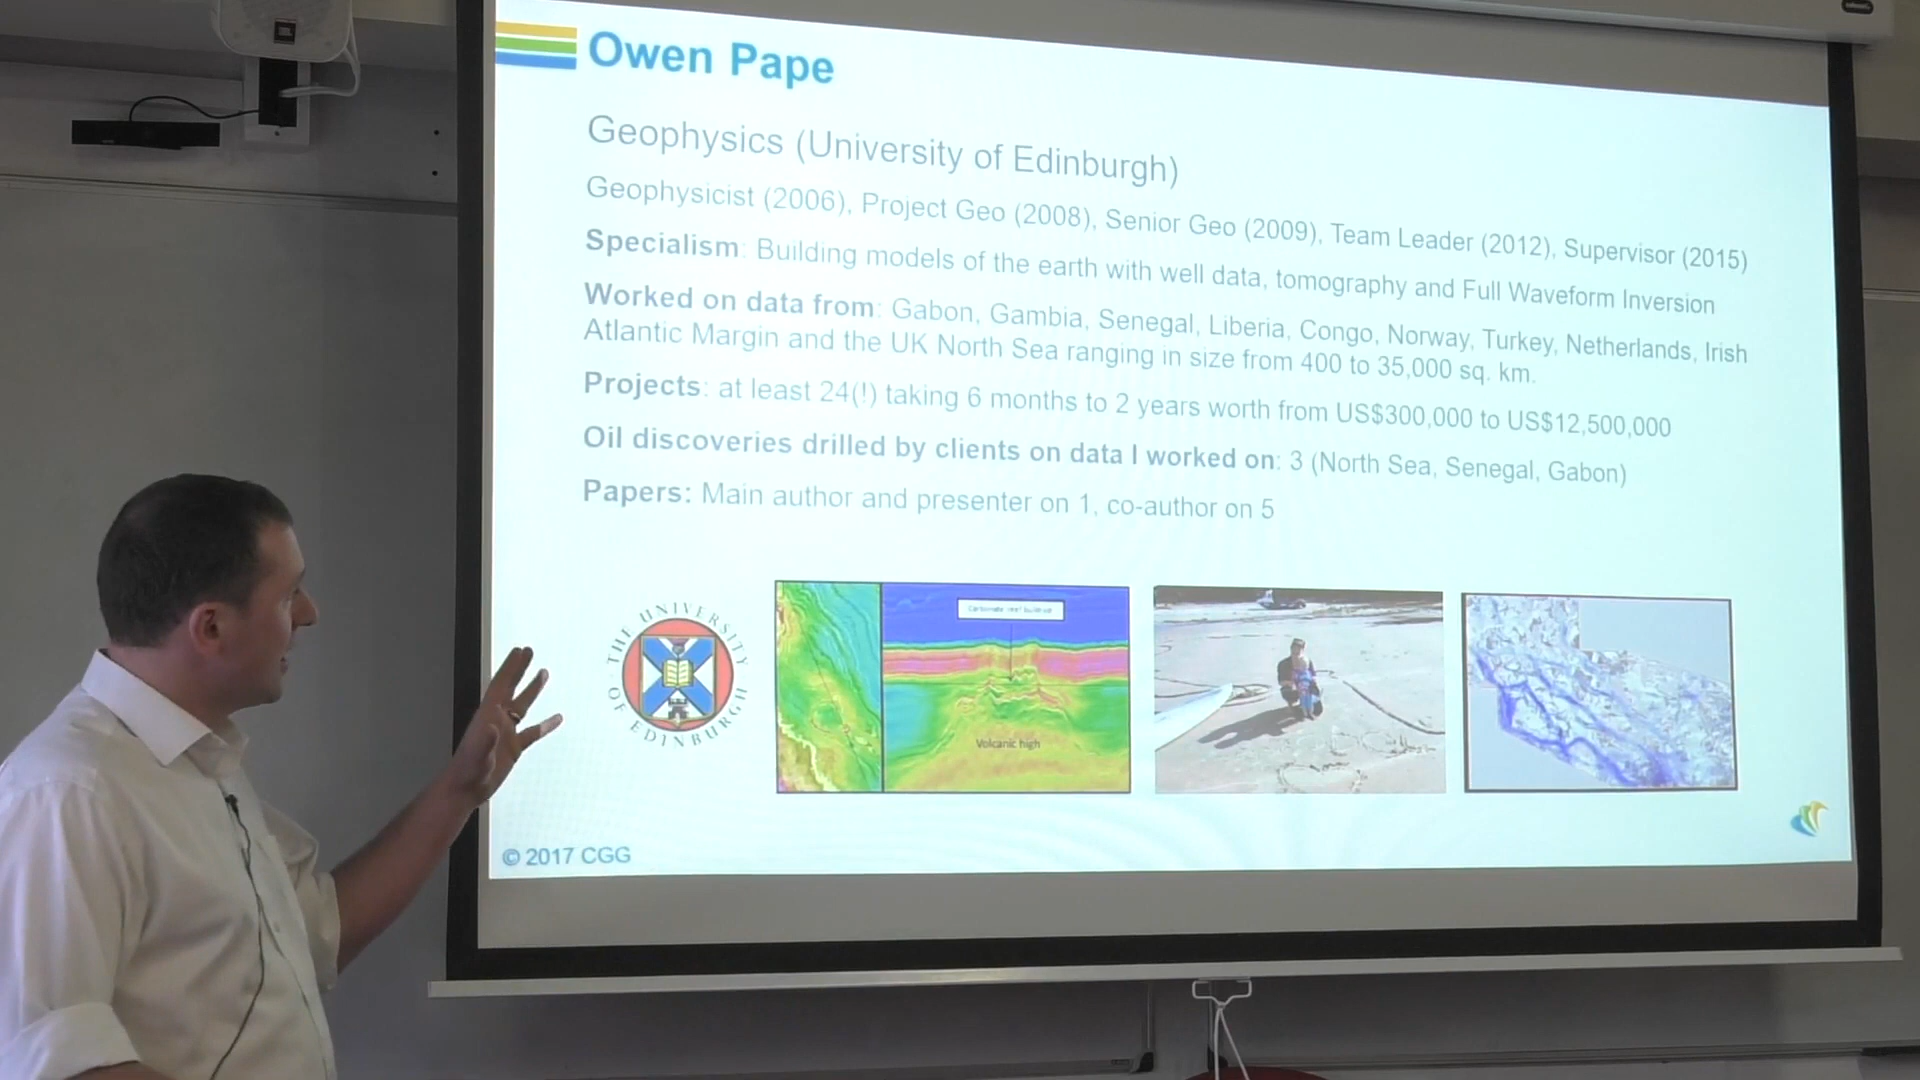 Owen Pape
Geophysics (University of Edinburgh)
Geophysicist (2006), Project Geo (2008), Senior Geo (2009), Team Leader (2012), Supervisor (2015)
Specialism: Building models of the earth with well data, tomography and Full Waveform Inversion
Worked on data from: Gabon, Gambia, Senegal, Liberia, Congo, Norway, Turkey, Netherlands, Irish
Atlantic Margin and the UK North Sea ranging in size from 400 to 35,000 sq. km.
Projects: at least 24(!) taking 6 months to 2 years worth from US$300,000 to US$12,500,000
Oil discoveries drilled by clients on data I worked on: 3 (North Sea, Senegal, Gabon)
Papers: Main author and presenter on 1, co-author on 5
THE UNIVERSITY OF EDINBURGH
Volcanic high
© 2017 CGG
JBL